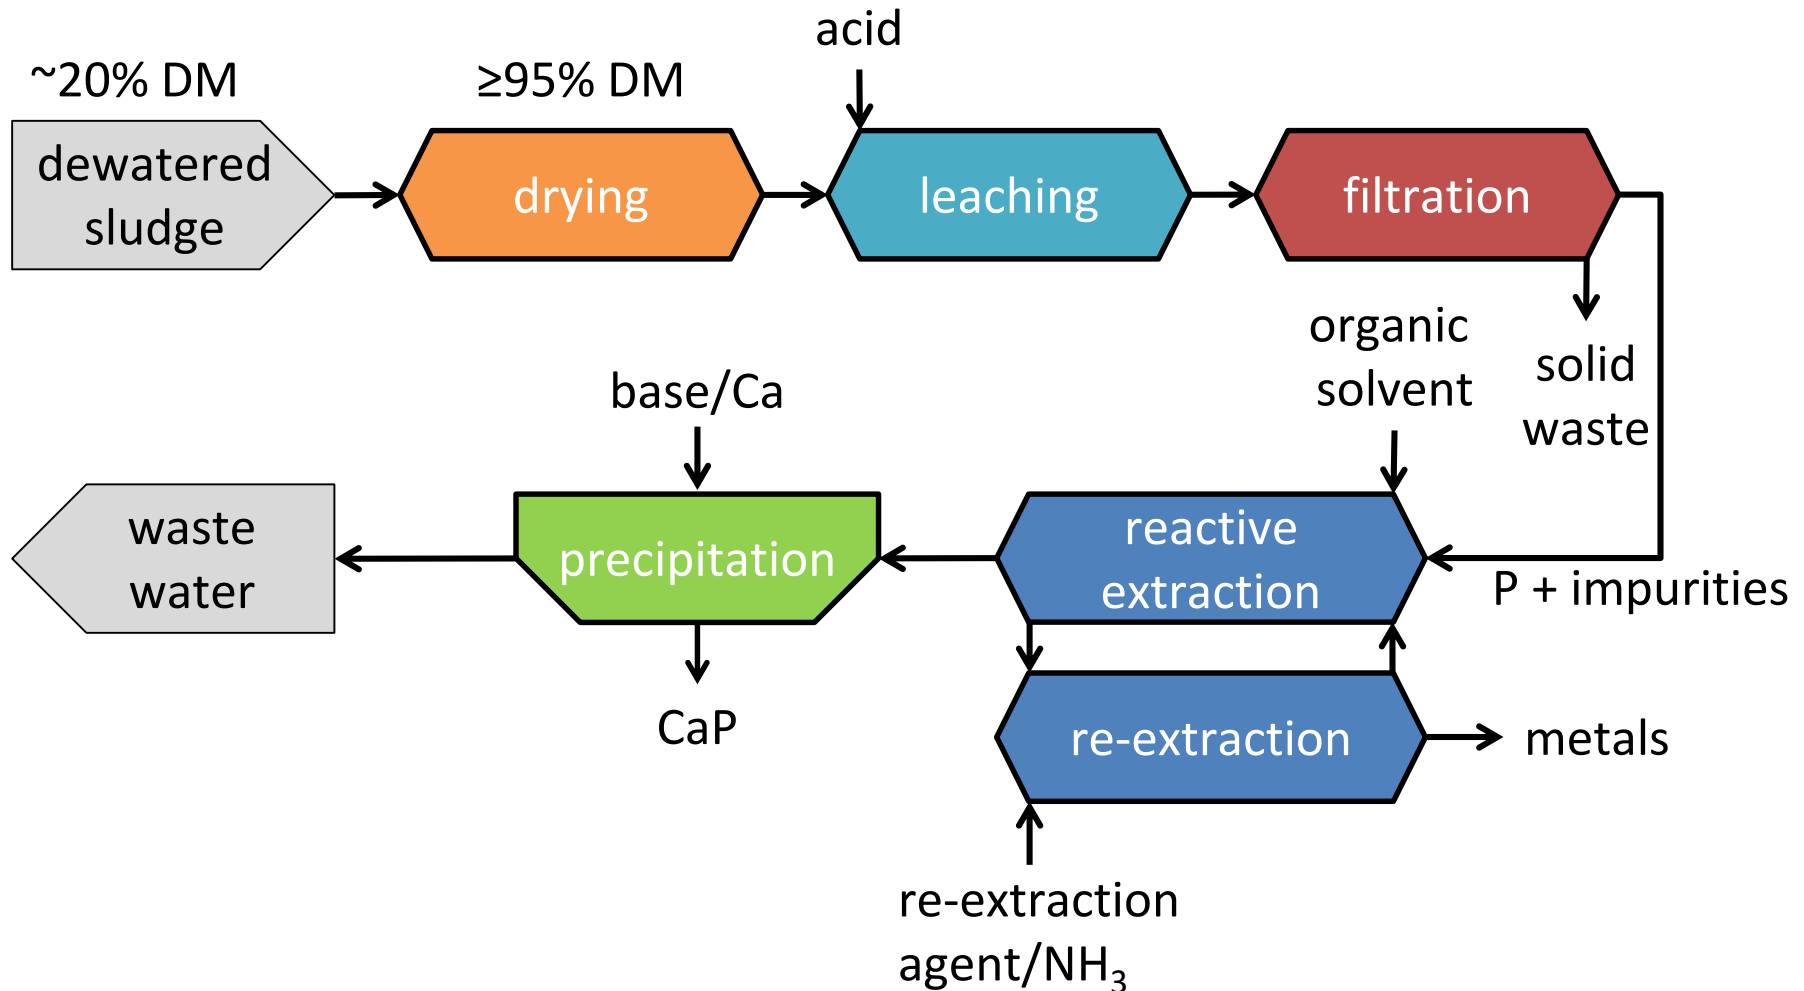 acid
~20% DM
≥95% DM
dewatered
sludge
drying
leaching
filtration
organic
solvent
solid
waste
base/Ca
waste
water
precipitation
reactive
extraction
P + impurities
CaP
re-extraction
metals
re-extraction
agent/NH₃